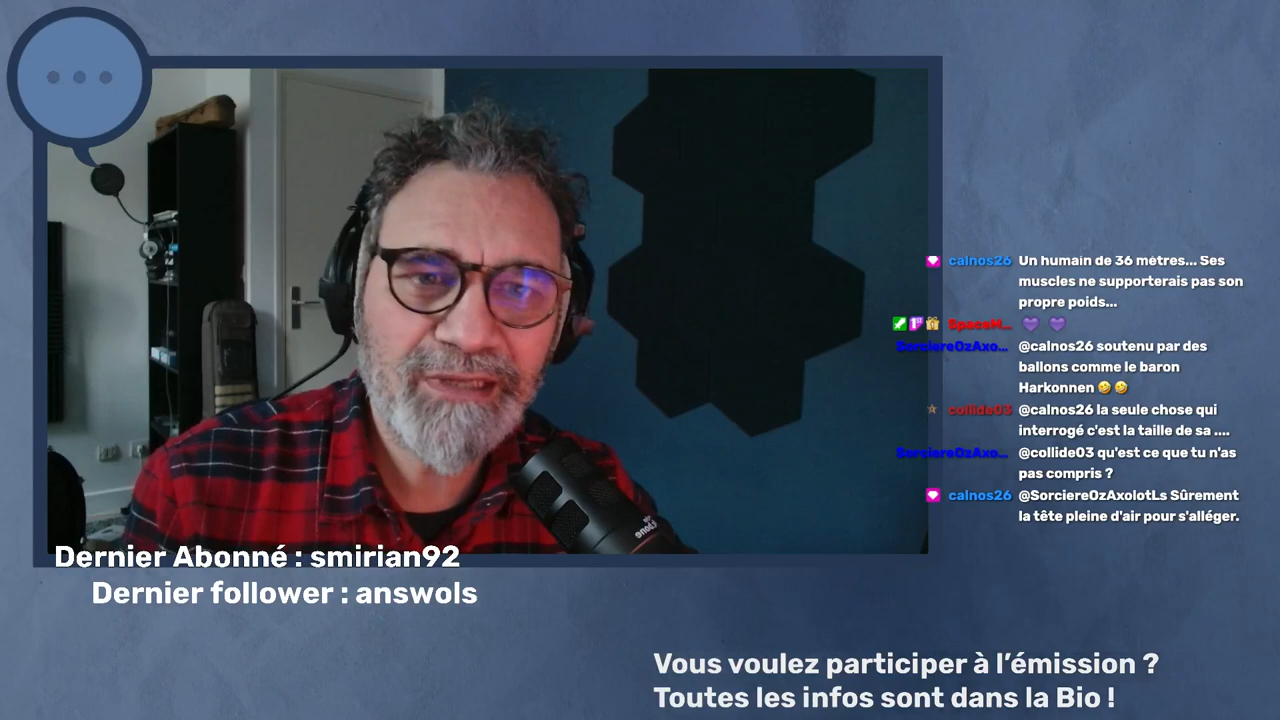 calnos26 Un humain de 36 mètres... Ses
muscles ne supporterais pas son
propre poids...
SpaceM...
SorciereOzAxo... @calnos26 soutenu par des
ballons comme le baron
Harkonnen 🤣🤣
collide03 @calnos26 la seule chose qui
interrogé c'est la taille de sa ....
SorciereOzAxo... @collide03 qu'est ce que tu n'as
pas compris ?
calnos26 @SorciereOzAxolotLs Sûrement
la tête pleine d'air pour s'alléger.
Dernier Abonné : smirian92
Dernier follower : answols
Vous voulez participer à l’émission ?
Toutes les infos sont dans la Bio !